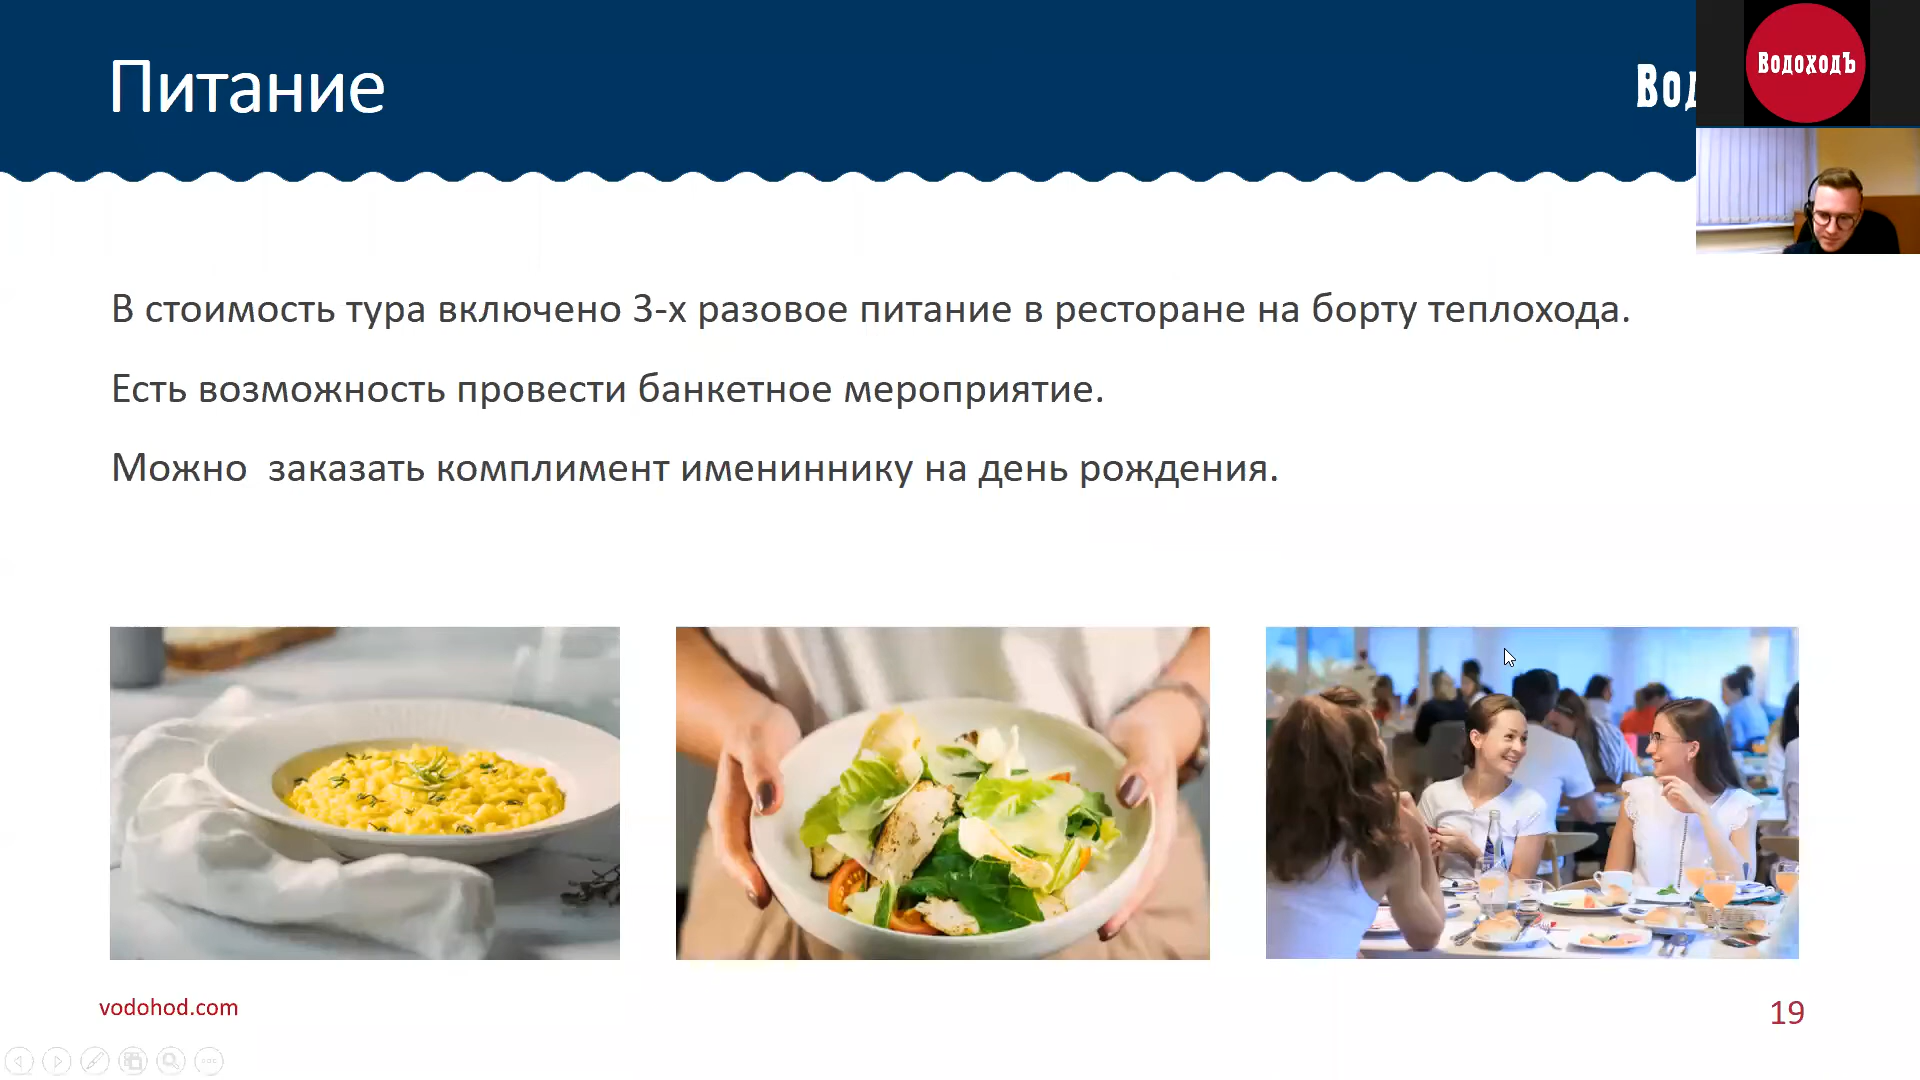 Питание
ВодоходЪ
В стоимость тура включено 3-х разовое питание в ресторане на борту теплохода.
Есть возможность провести банкетное мероприятие.
Можно  заказать комплимент имениннику на день рождения.
vodohod.com
19